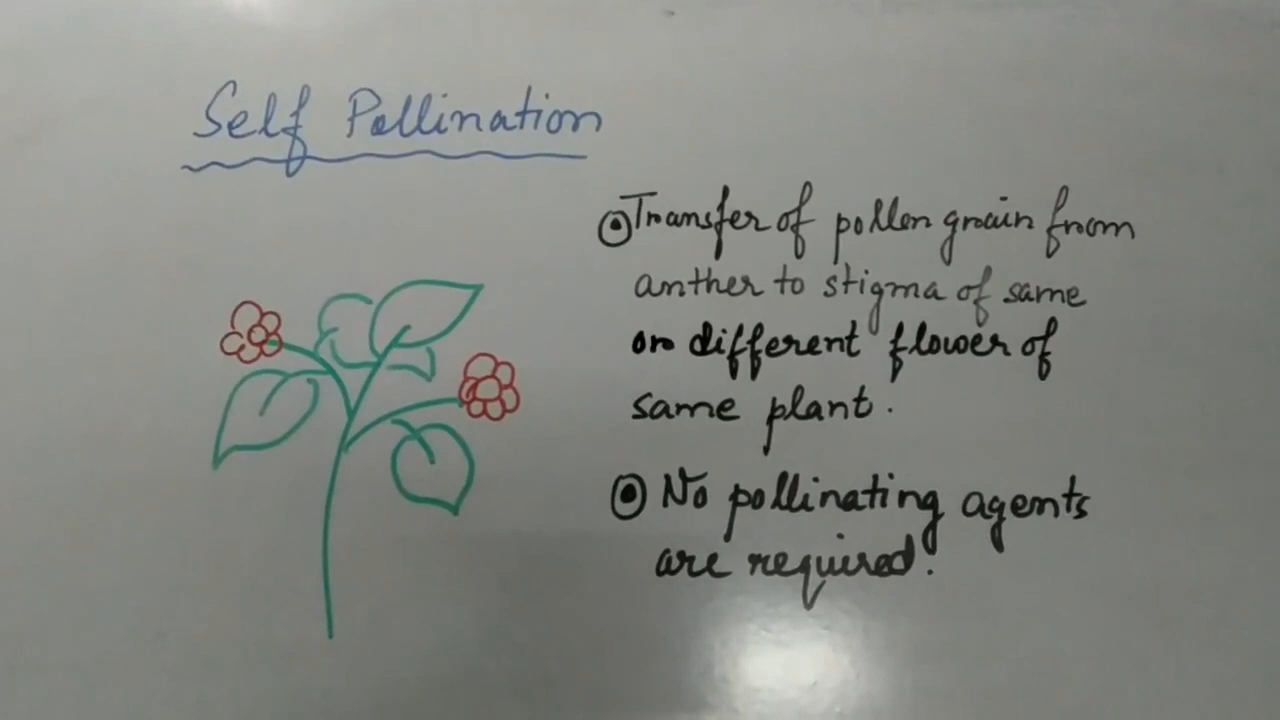 Self Pollination
Transfer of pollen grain from
anther to stigma of same
or different flower of
same plant.
No pollinating agents
are required.